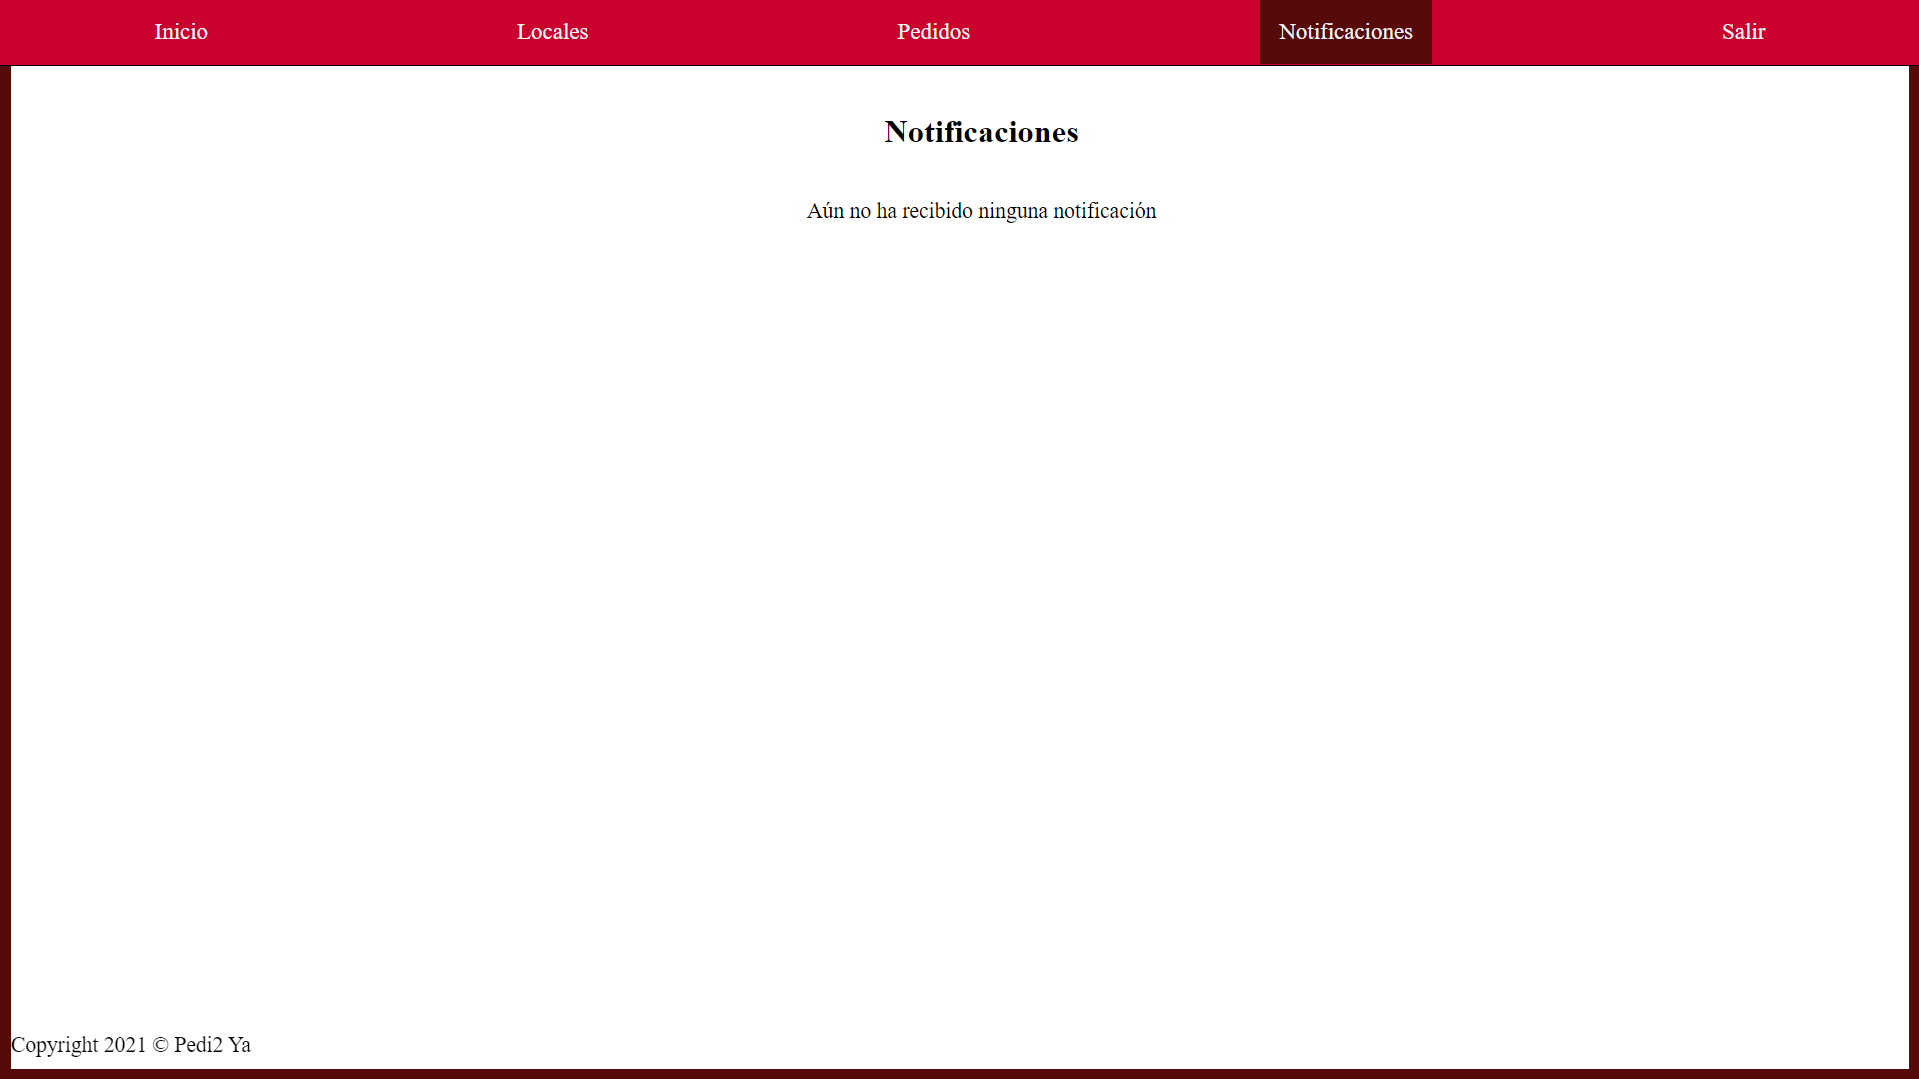 Inicio Locales Pedidos Notificaciones Salir
Notificaciones
Aún no ha recibido ninguna notificación
Copyright 2021 © Pedi2 Ya